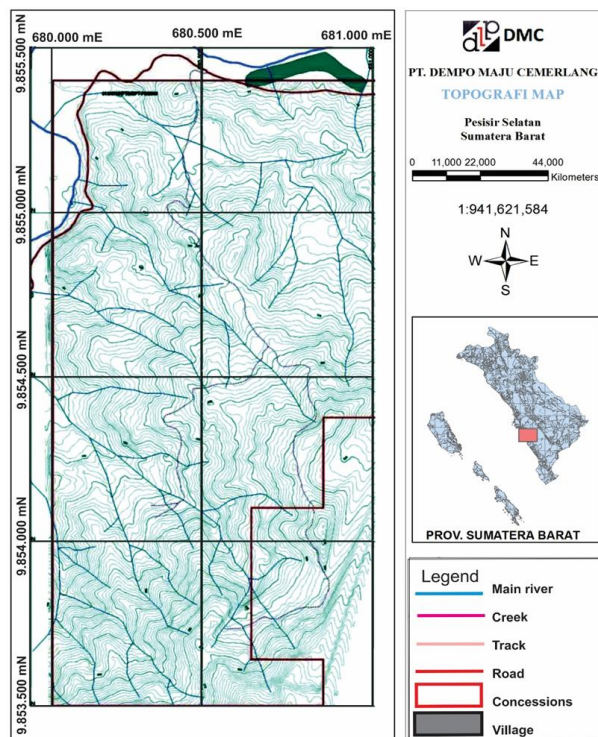 680.000 mE
680.500 mE
681.000 mE
9.855.500 mN
9.855.000 mN
9.854.500 mN
9.854.000 mN
9.853.500 mN
DMC
PT. DEMPO MAJU CEMERLANG
TOPOGRAFI MAP
Pesisir Selatan
Sumatera Barat
0 11,000 22,000 44,000
Kilometers
1:941,621,584
N
W E
S
PROV. SUMATERA BARAT
Legend
Main river
Creek
Track
Road
Concessions
Village